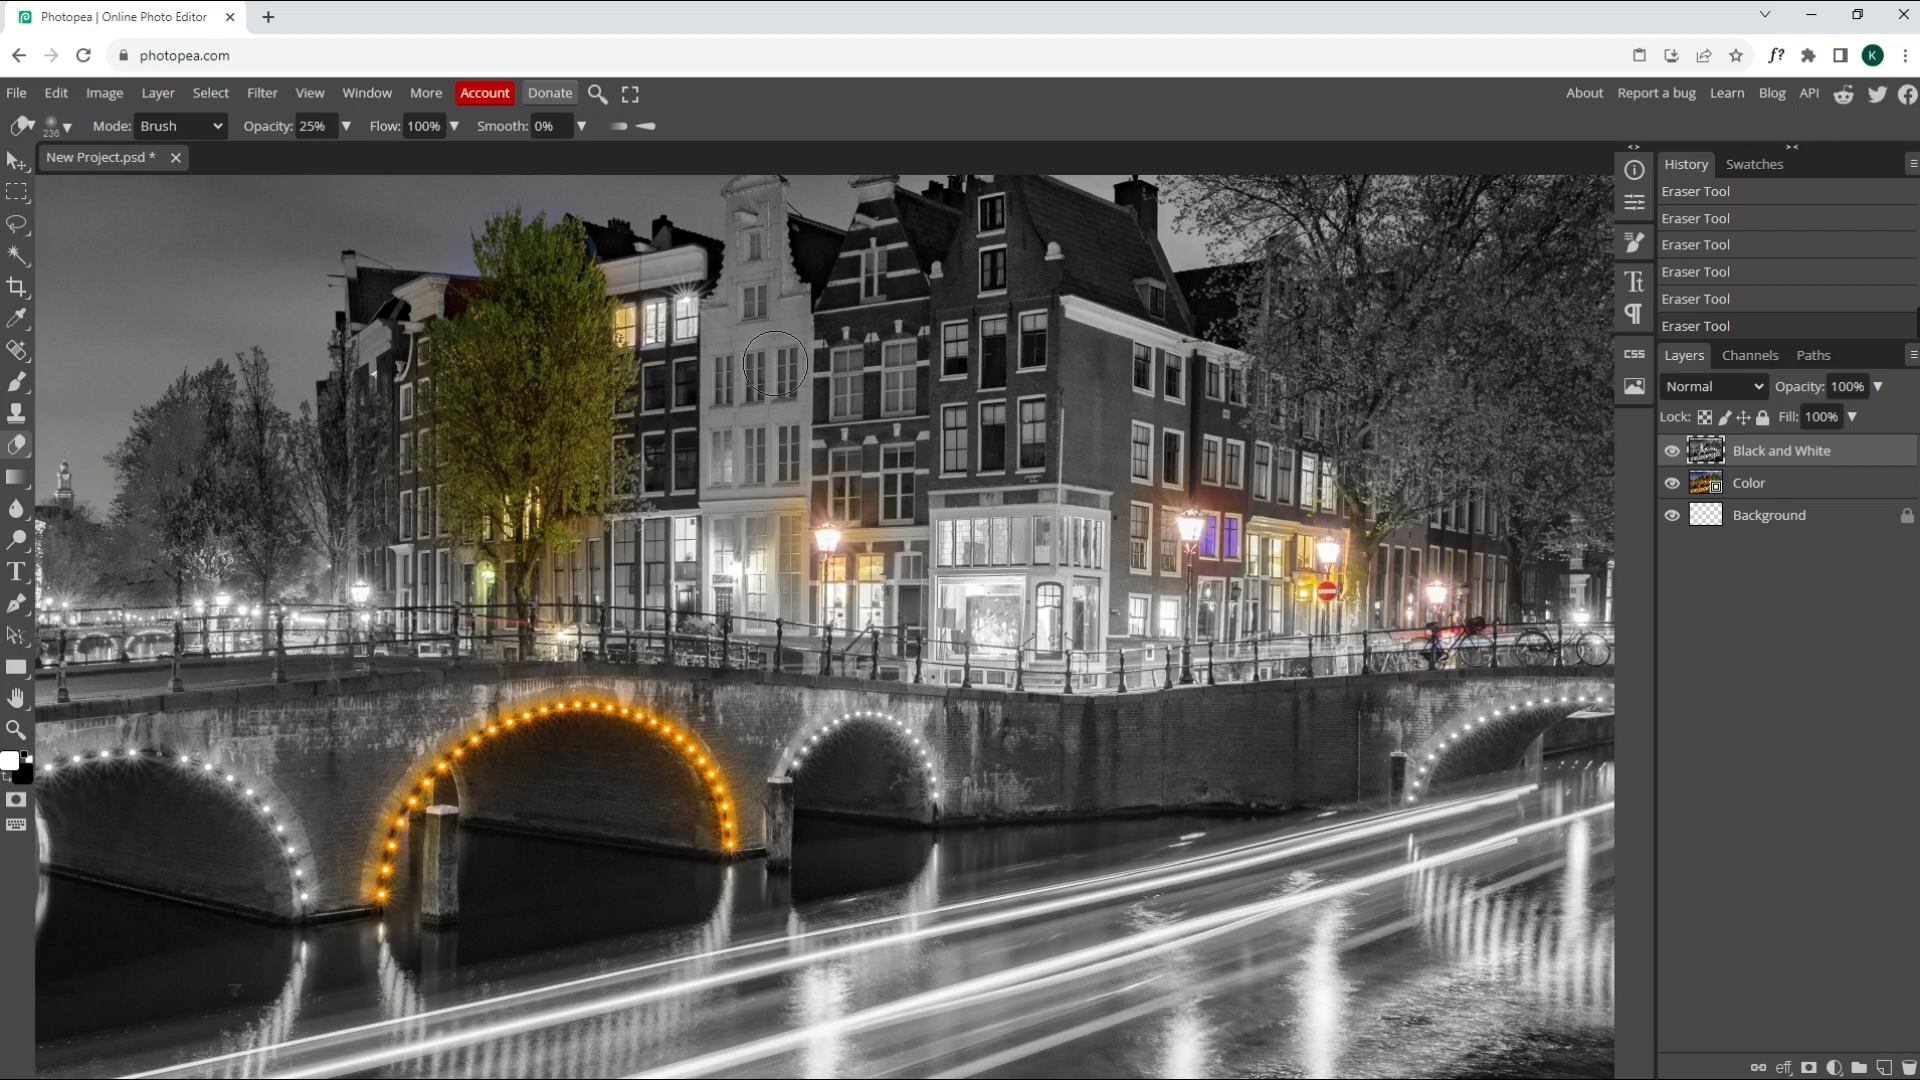 Photopea | Online Photo Editor
photopea.com
f?
K
File Edit Image Layer Select Filter View Window More Account Donate
About Report a bug Learn Blog API
236 Mode: Brush Opacity: 25% Flow: 100% Smooth: 0%
New Project.psd *
History Swatches
Eraser Tool
Eraser Tool
Eraser Tool
Eraser Tool
Eraser Tool
Eraser Tool
CSS
Layers Channels Paths
Normal Opacity: 100%
Lock: Fill: 100%
Black and White
Color
Background
eff